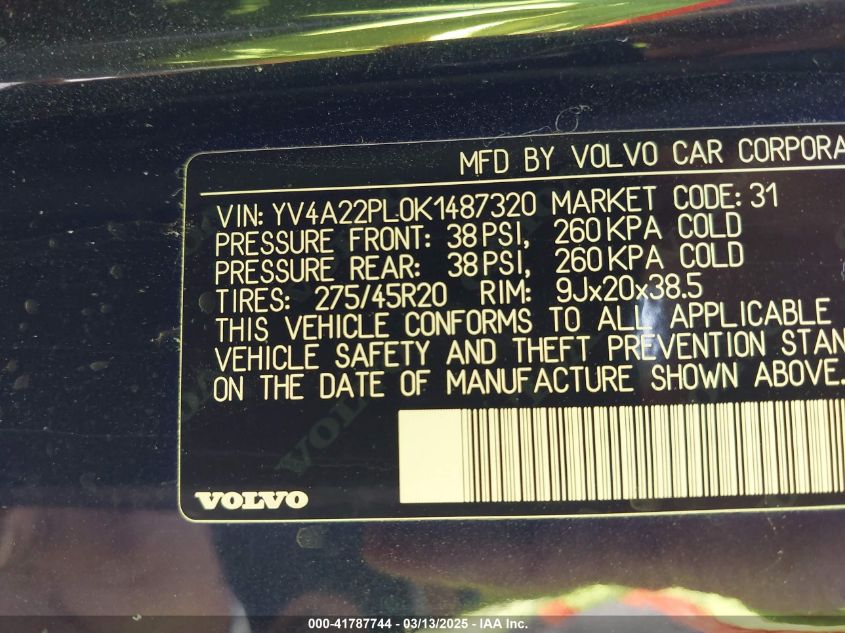 MFD BY VOLVO CAR CORPORA
VIN: YV4A22PL0K1487320 MARKET CODE: 31
PRESSURE FRONT: 38 PSI, 260 KPA COLD
PRESSURE REAR: 38 PSI, 260 KPA COLD
TIRES: 275/45R20 RIM: 9Jx20x38.5
THIS VEHICLE CONFORMS TO ALL APPLICABLE
VEHICLE SAFETY AND THEFT PREVENTION STAN
ON THE DATE OF MANUFACTURE SHOWN ABOVE.
VOLVO
000-41787744 - 03/13/2025 - IAA Inc.